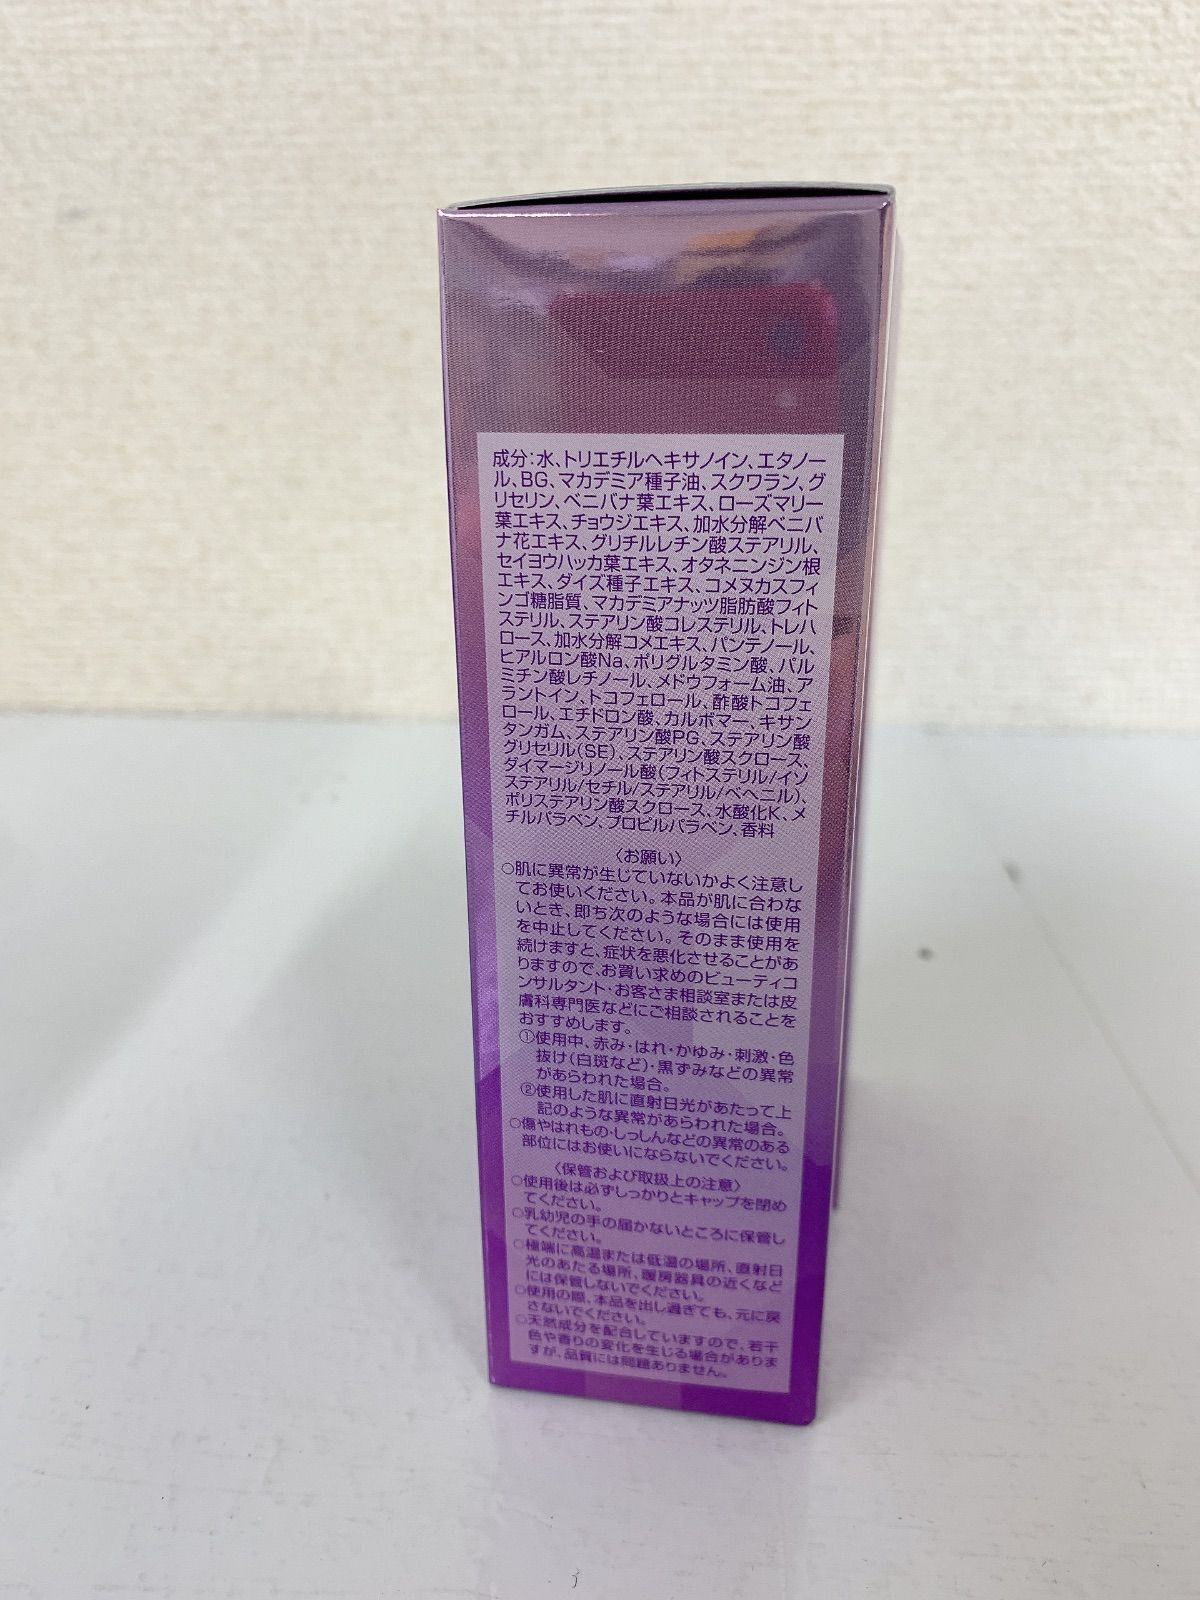 成分：水、トリエチルヘキサノイン、エタノー
ル、BG、マカデミア種子油、スクワラン、グ
リセリン、ベニバナ葉エキス、ローズマリー
葉エキス、チョウジエキス、加水分解ベニバ
ナ花エキス、グリチルレチン酸ステアリル、
セイヨウハッカ葉エキス、オタネニンジン根
エキス、ダイズ種子エキス、コメヌカスフィ
ンゴ糖脂質、マカデミアナッツ脂肪酸フィト
ステリル、ステアリン酸コレステリル、トレハ
ロース、加水分解コメエキス、パンテノール、
ヒアルロン酸Na、ポリグルタミン酸、パル
ミチン酸レチノール、メドウフォーム油、ア
ラントイン、トコフェロール、酢酸トコフェ
ロール、エチドロン酸、カルボマー、キサン
タンガム、ステアリン酸PG、ステアリン酸
グリセリル（SE）、ステアリン酸スクロース、
ダイマージリノール酸（フィトステリル/イソ
ステアリル/セチル/ステアリル/ベヘニル）、
ポリステアリン酸スクロース、水酸化K、メ
チルパラベン、プロピルパラベン、香料
〈お願い〉
○肌に異常が生じていないかよく注意し
てお使いください。本品が肌に合わな
いとき、即ち次のような場合には使用
を中止してください。そのまま使用を
続けますと、症状を悪化させることがあ
りますので、お買い求めのビューティコ
ンサルタント・お客さま相談室または皮
膚科専門医などにご相談されることを
おすすめします。
①使用中、赤み・はれ・かゆみ・刺激・色
抜け（白斑など）・黒ずみなどの異常
があらわれた場合。
②使用した肌に直射日光があたって上
記のような異常があらわれた場合。
○傷やはれもの・しっしんなどの異常のある
部位にはお使いにならないでください。
〈保管および取扱上の注意〉
○使用後は必ずしっかりとキャップを閉め
てください。
○乳幼児の手の届かないところに保管し
てください。
○極端に高温または低温の場所、直射日
光のあたる場所、暖房器具の近くなど
には保管しないでください。
○使用の際、本品を出し過ぎても、元に戻
さないでください。
○天然成分を配合していますので、若干
色や香りの変化を生じる場合がありま
すが、品質には問題ありません。